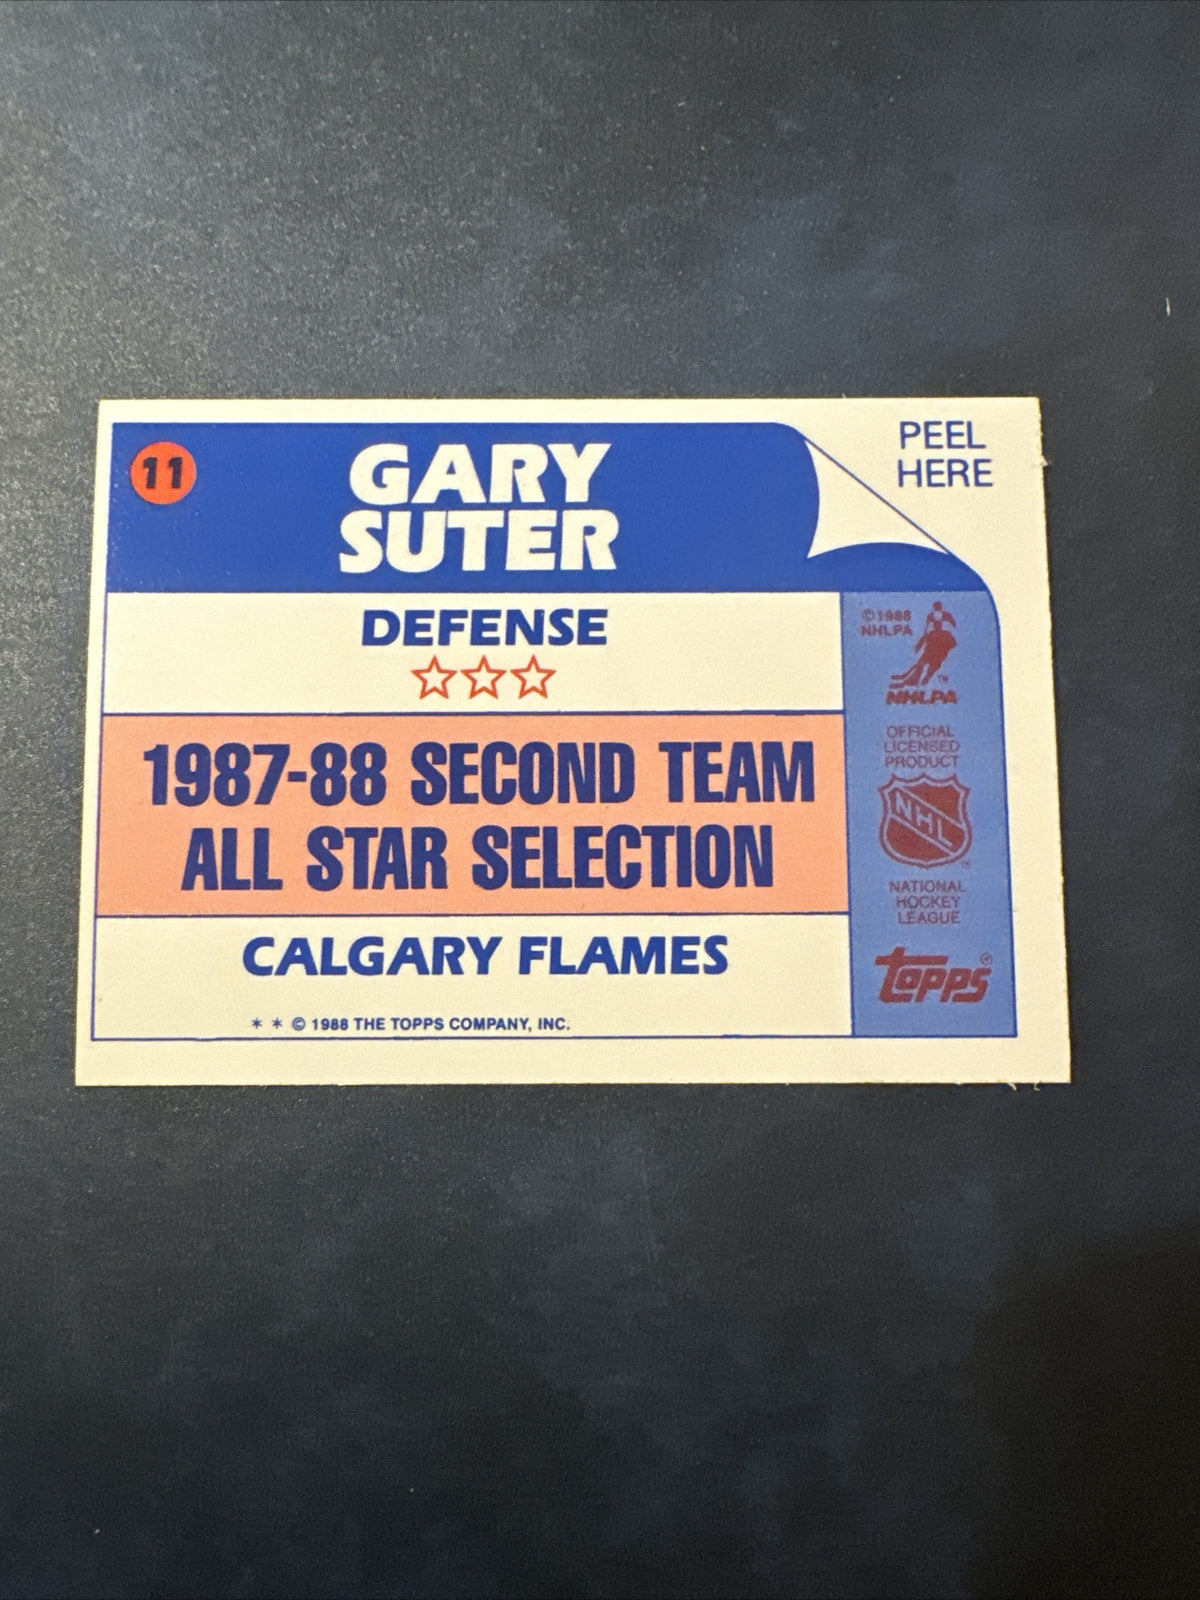 11
GARY
SUTER
PEEL
HERE
DEFENSE
1987-88 SECOND TEAM
ALL STAR SELECTION
CALGARY FLAMES
* * © 1988 THE TOPPS COMPANY, INC.
©1988
NHLPA
TM
NHLPA
OFFICIAL
LICENSED
PRODUCT
NHL
NATIONAL
HOCKEY
LEAGUE
Topps®